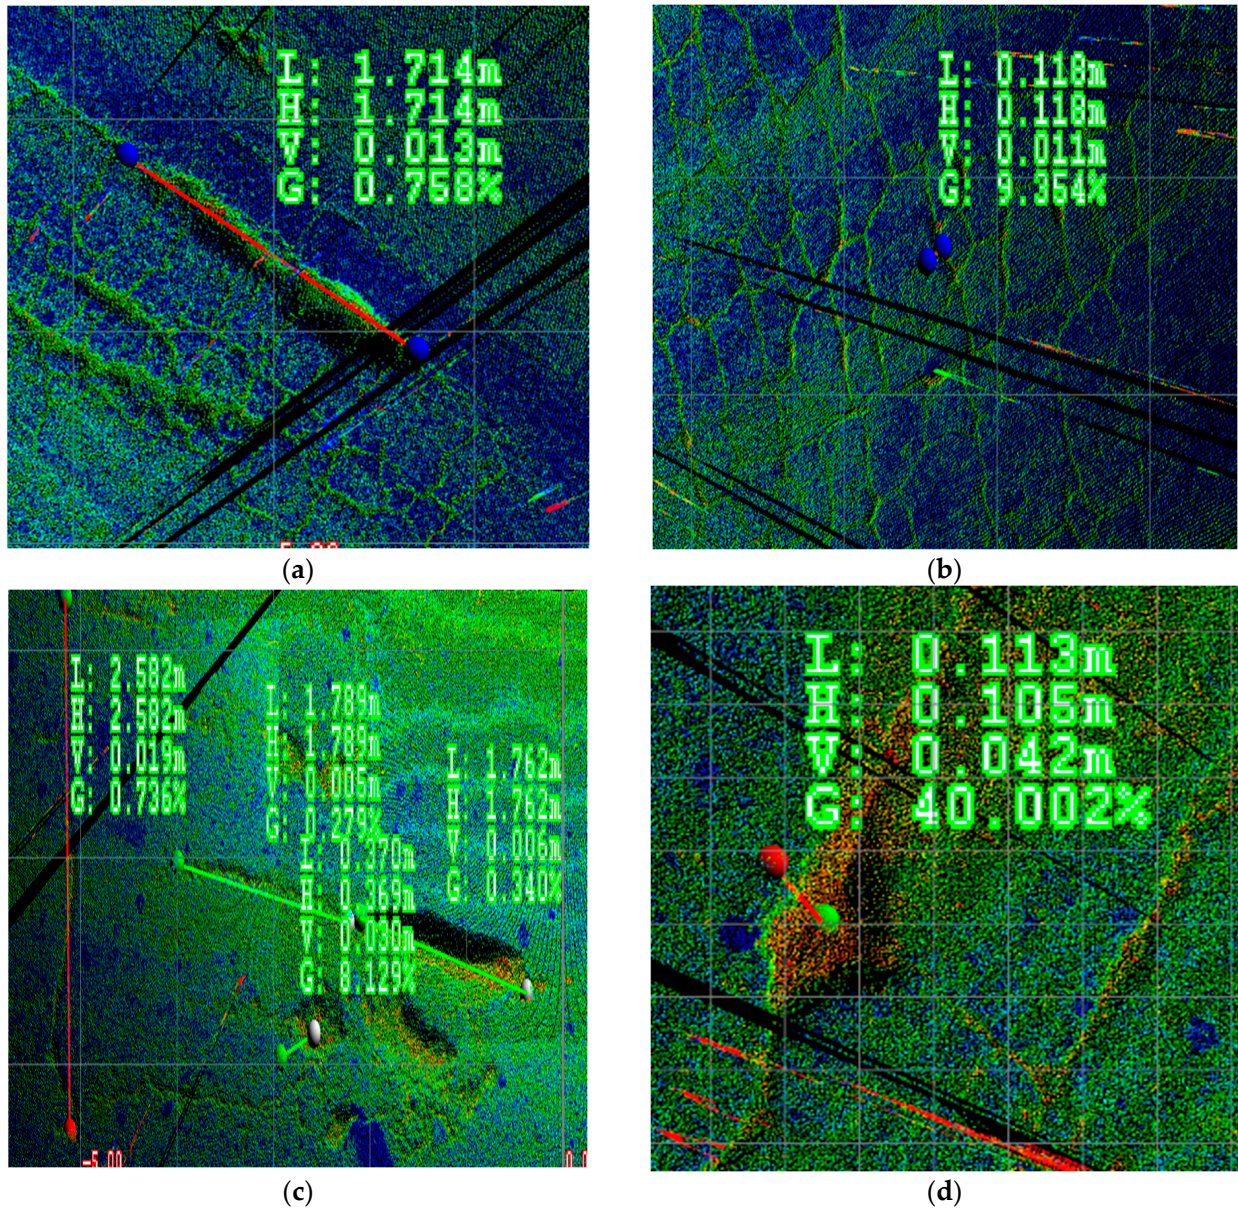 L: 1.714m
H: 1.714m
V: 0.013m
G: 0.758%
L: 0.118m
H: 0.118m
V: 0.011m
G: 9.354%
(a)
(b)
L: 2.582m
H: 2.582m
V: 0.019m
G: 0.736%
L: 1.789m
H: 1.789m
V: 0.005m
G: 0.279%
L: 0.370m
H: 0.369m
V: 0.030m
G: 8.129%
L: 1.762m
H: 1.762m
V: 0.006m
G: 0.340%
-5.00
L: 0.113m
H: 0.105m
V: 0.042m
G: 40.002%
(c)
(d)